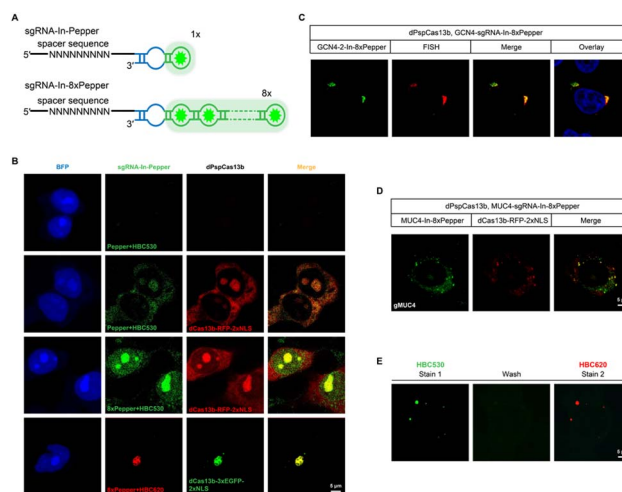 A
sgRNA-In-Pepper
1x
spacer sequence
5' NNNNNNNNN
3'
sgRNA-In-8xPepper
8x
spacer sequence
5' NNNNNNNNN
3'
B
BFP sgRNA-In-Pepper dPspCas13b Merge
Pepper+HBC530
Pepper+HBC530 dCas13b-RFP-2xNLS
8xPepper+HBC530 dCas13b-RFP-2xNLS
8xPepper+HBC620 dCas13b-3xEGFP-
2xNLS
5 µm
C
dPspCas13b, GCN4-sgRNA-In-8xPepper
GCN4-2-In-8xPepper FISH Merge Overlay
D
dPspCas13b, MUC4-sgRNA-In-8xPepper
MUC4-In-8xPepper dCas13b-RFP-2xNLS Merge
gMUC4
E
HBC530 HBC620
Stain 1 Wash Stain 2